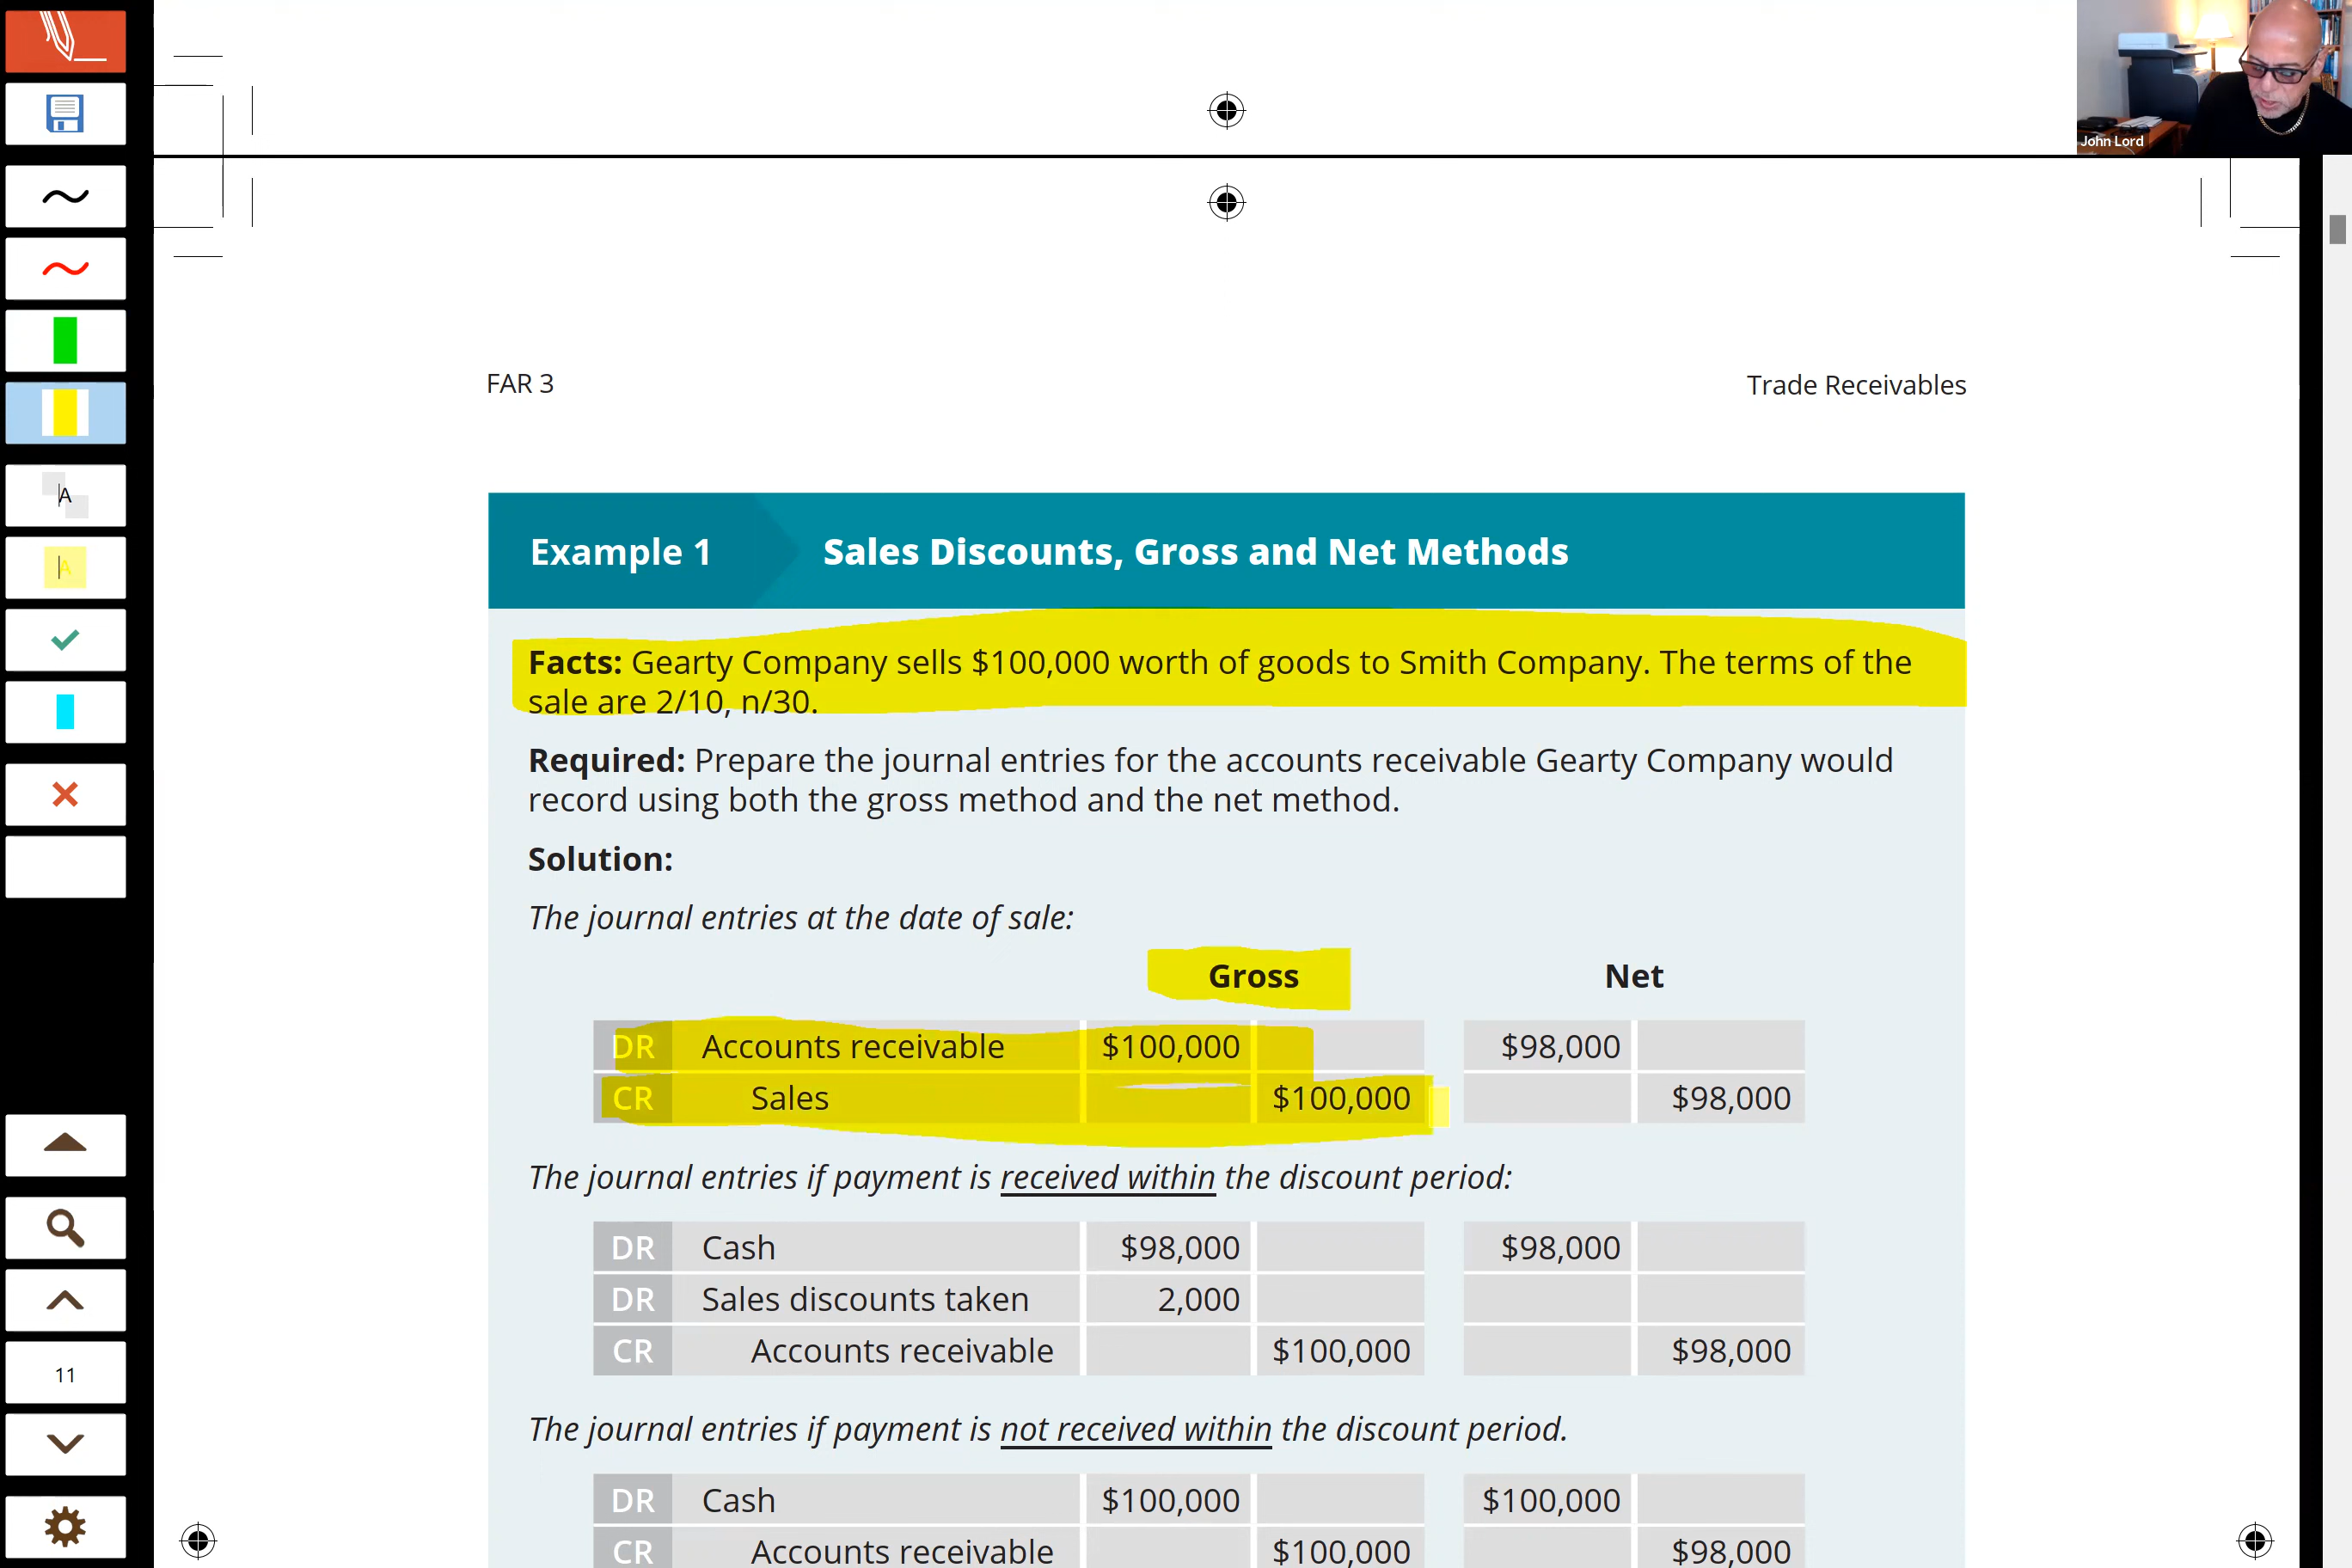 John Lord
FAR 3
Trade Receivables
Example 1 Sales Discounts, Gross and Net Methods
Facts: Gearty Company sells $100,000 worth of goods to Smith Company. The terms of the
sale are 2/10, n/30.
Required: Prepare the journal entries for the accounts receivable Gearty Company would
record using both the gross method and the net method.
Solution:
The journal entries at the date of sale:
Gross Net
DR Accounts receivable $100,000 $98,000
CR Sales $100,000 $98,000
The journal entries if payment is received within the discount period:
DR Cash $98,000 $98,000
DR Sales discounts taken 2,000
CR Accounts receivable $100,000 $98,000
The journal entries if payment is not received within the discount period.
DR Cash $100,000 $100,000
CR Accounts receivable $100,000 $98,000
A
A
11